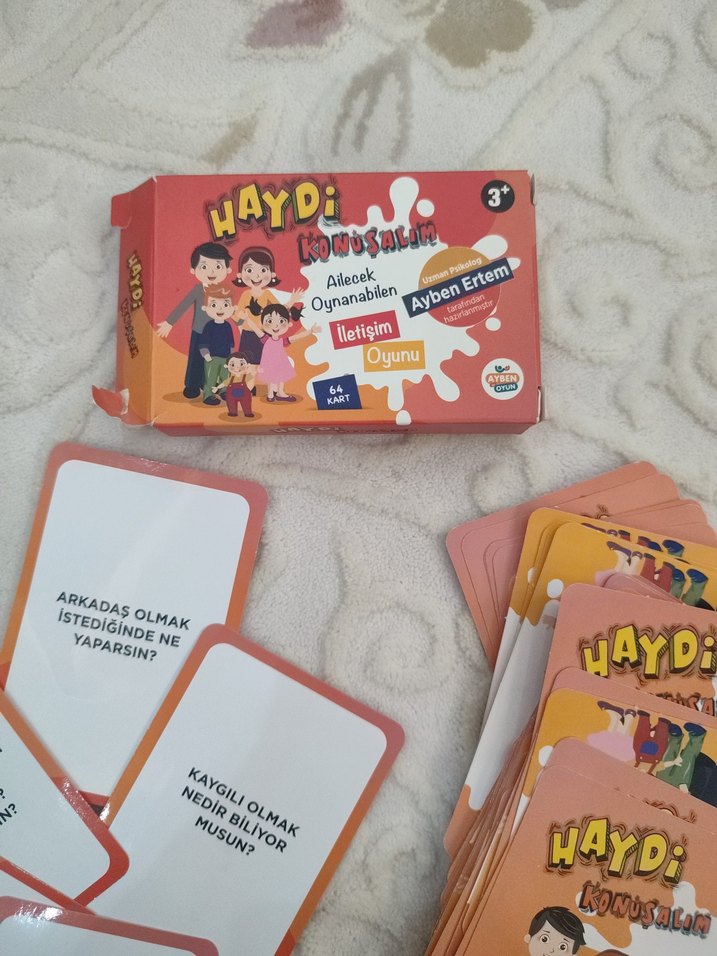 HAYDİ
KONUŞALIM
3+
Ailecek
Oynanabilen
İletişim
Oyunu
64
KART
Uzman Psikolog
Ayben Ertem
tarafından
hazırlanmıştır
AYBEN
OYUN
HAYDİ
KONUŞALIM
HAYDİ
ARKADAŞ OLMAK
İSTEDİĞİNDE NE
YAPARSIN?
KAYGILI OLMAK
NEDİR BİLİYOR
MUSUN?
HAYDİ
HAYDİ
KONUŞALIM